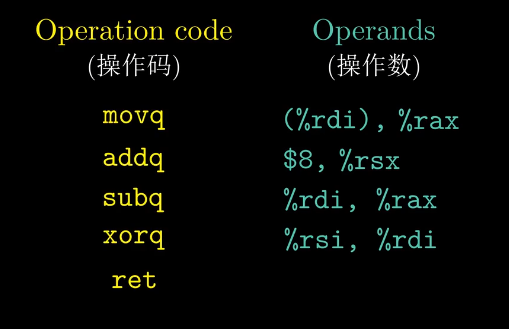 Operation code Operands
(操作码) (操作数)
movq (%rdi), %rax
addq $8, %rsx
subq %rdi, %rax
xorq %rsi, %rdi
ret